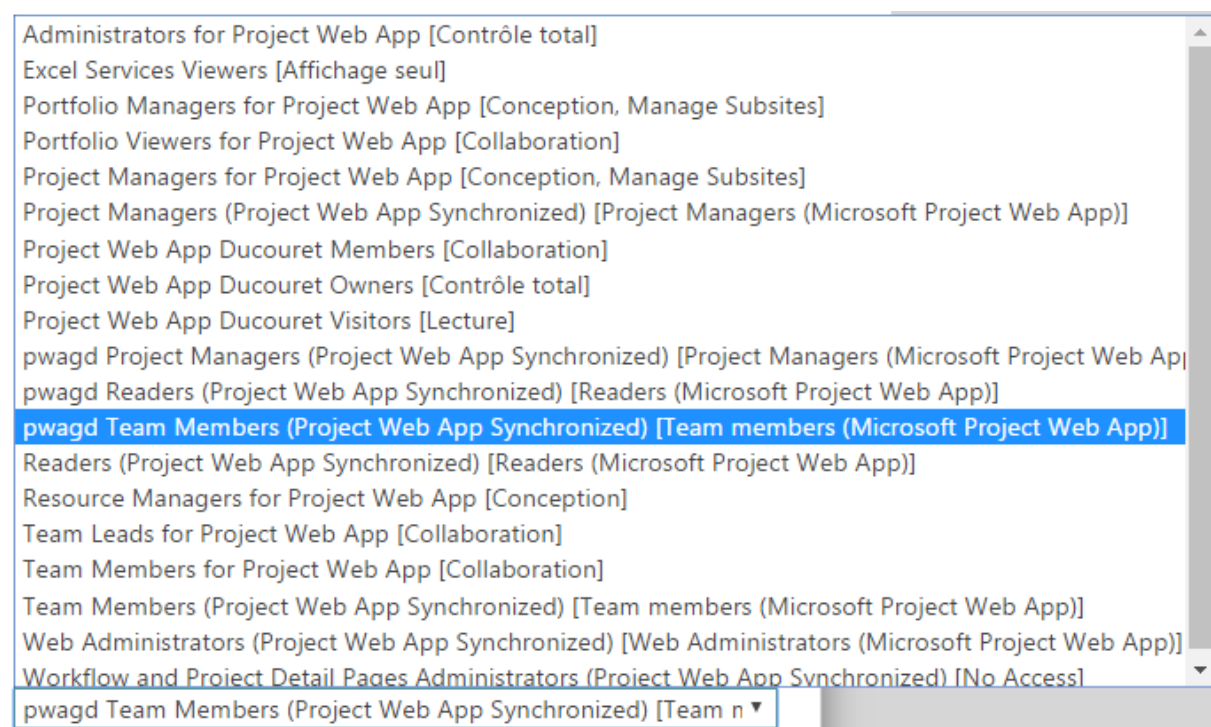 Administrators for Project Web App [Contrôle total]
Excel Services Viewers [Affichage seul]
Portfolio Managers for Project Web App [Conception, Manage Subsites]
Portfolio Viewers for Project Web App [Collaboration]
Project Managers for Project Web App [Conception, Manage Subsites]
Project Managers (Project Web App Synchronized) [Project Managers (Microsoft Project Web App)]
Project Web App Ducouret Members [Collaboration]
Project Web App Ducouret Owners [Contrôle total]
Project Web App Ducouret Visitors [Lecture]
pwagd Project Managers (Project Web App Synchronized) [Project Managers (Microsoft Project Web App
pwagd Readers (Project Web App Synchronized) [Readers (Microsoft Project Web App)]
pwagd Team Members (Project Web App Synchronized) [Team members (Microsoft Project Web App)]
Readers (Project Web App Synchronized) [Readers (Microsoft Project Web App)]
Resource Managers for Project Web App [Conception]
Team Leads for Project Web App [Collaboration]
Team Members for Project Web App [Collaboration]
Team Members (Project Web App Synchronized) [Team members (Microsoft Project Web App)]
Web Administrators (Project Web App Synchronized) [Web Administrators (Microsoft Project Web App)]
Workflow and Project Detail Pages Administrators (Project Web App Synchronized) [No Access]
pwagd Team Members (Project Web App Synchronized) [Team